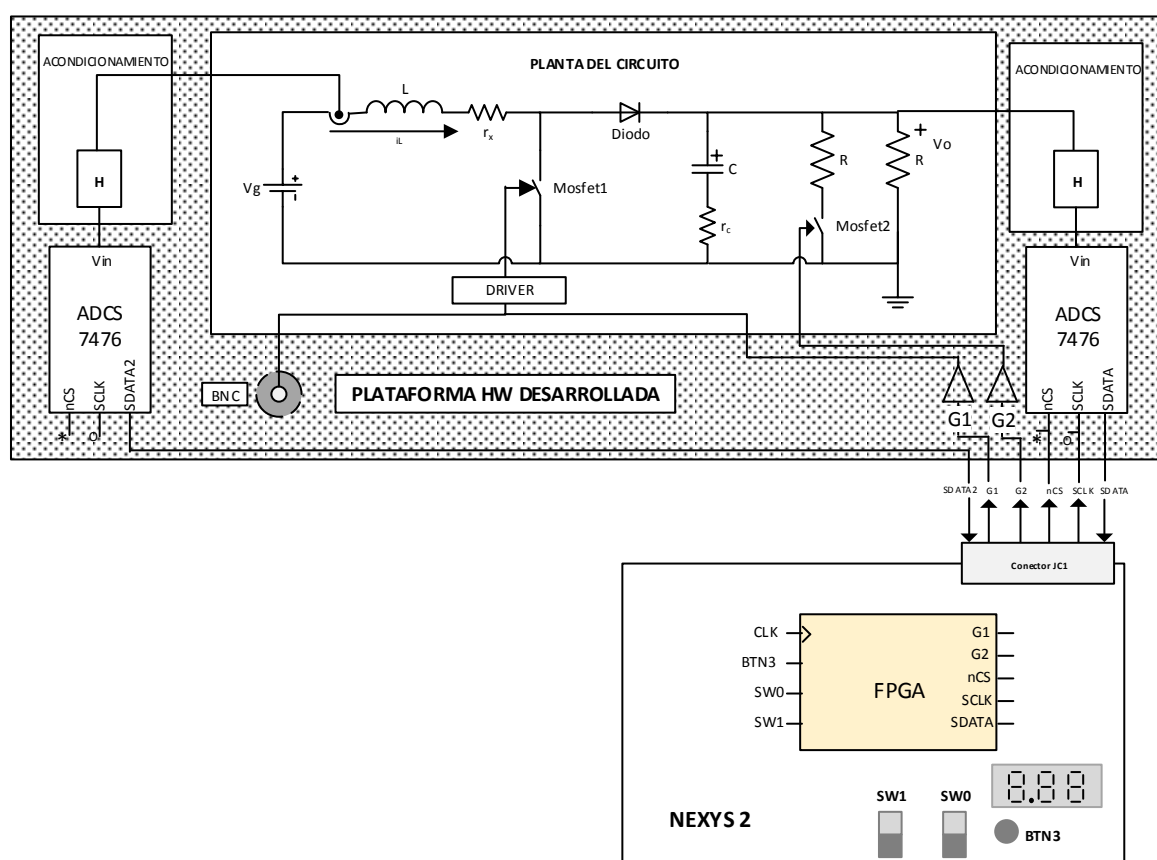 ACONDICIONAMIENTO
H
Vin
ADCS
7476
nCS
SCLK
SDATA2
*
o
PLANTA DEL CIRCUITO
L
iL
rx
Vg
+
-
Mosfet1
Diodo
+
C
rc
R
Mosfet2
R
+
Vo
DRIVER
BNC
PLATAFORMA HW DESARROLLADA
G1
G2
ACONDICIONAMIENTO
H
Vin
ADCS
7476
nCS
SCLK
SDATA
*
o
SDATA2 G1 G2 nCS SCLK SDATA
Conector JC1
CLK
BTN3
SW0
SW1
FPGA
G1
G2
nCS
SCLK
SDATA
SW1
SW0
8.88
BTN3
NEXYS 2